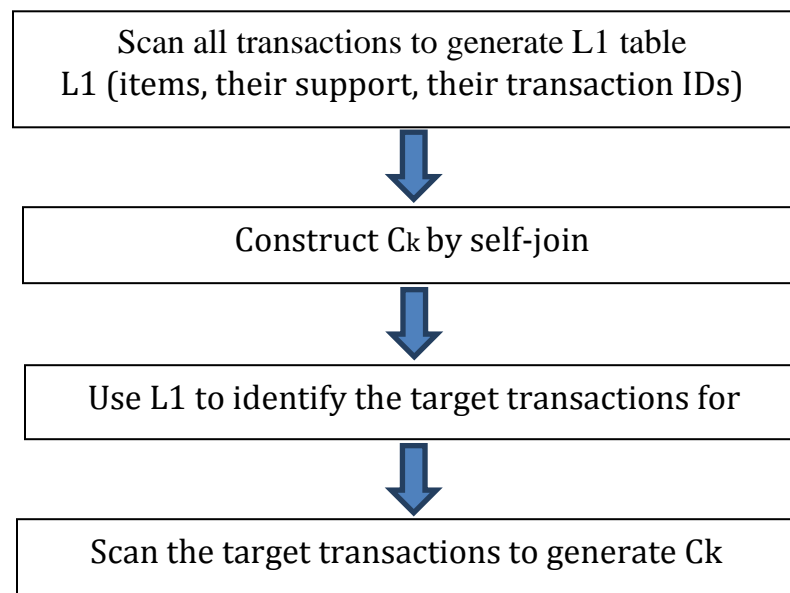 Scan all transactions to generate L1 table
L1 (items, their support, their transaction IDs)
Construct Ck by self-join
Use L1 to identify the target transactions for
Scan the target transactions to generate Ck